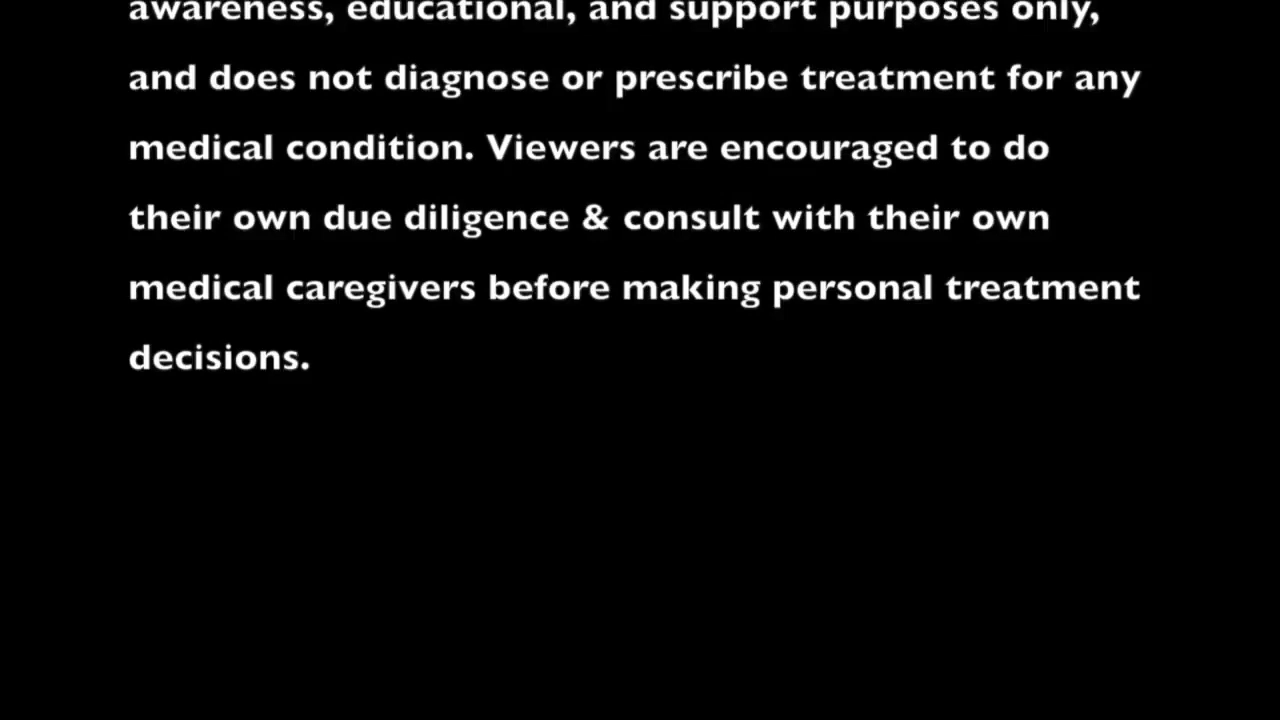 awareness, educational, and support purposes only,
and does not diagnose or prescribe treatment for any
medical condition. Viewers are encouraged to do
their own due diligence & consult with their own
medical caregivers before making personal treatment
decisions.